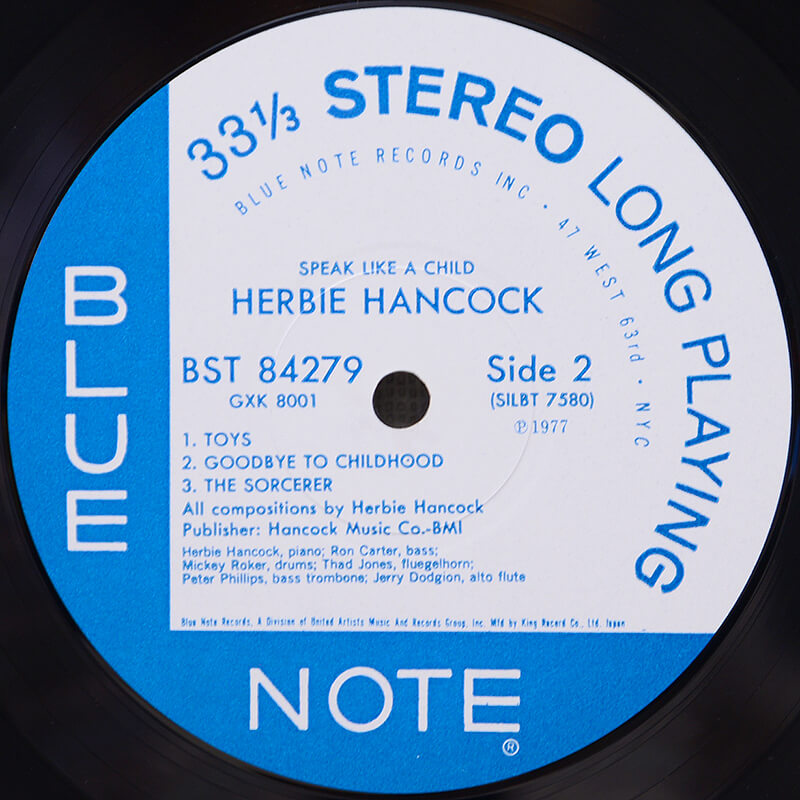 33⅓ STEREO LONG PLAYING
BLUE NOTE RECORDS INC · 47 WEST 63rd · NYC
SPEAK LIKE A CHILD
HERBIE HANCOCK
BST 84279
GXK 8001
Side 2
(SILBT 7580)
℗ 1977
1. TOYS
2. GOODBYE TO CHILDHOOD
3. THE SORCERER
All compositions by Herbie Hancock
Publisher: Hancock Music Co.-BMI
Herbie Hancock, piano; Ron Carter, bass;
Mickey Roker, drums; Thad Jones, fluegelhorn;
Peter Phillips, bass trombone; Jerry Dodgion, alto flute
Blue Note Records, A Division of United Artists Music And Records Group, Inc. Mfd by King Record Co., Ltd. Japan
BLUE
NOTE
®